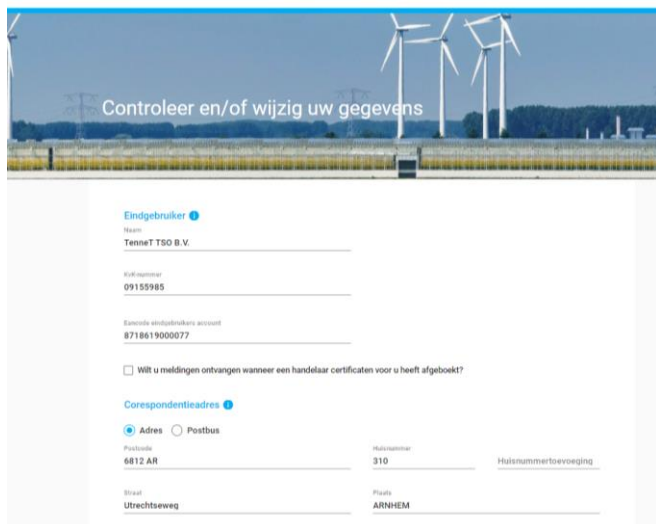 Controleer en/of wijzig uw gegevens
Eindgebruiker
Naam
TenneT TSO B.V.
KvK-nummer
09155985
Eancode eindgebruikers account
8718619000077
Wilt u meldingen ontvangen wanneer een handelaar certificaten voor u heeft afgeboekt?
Corespondentieadres
Adres Postbus
Postcode Huisnummer
6812 AR 310 Huisnummertoevoeging
Straat Plaats
Utrechtseweg ARNHEM